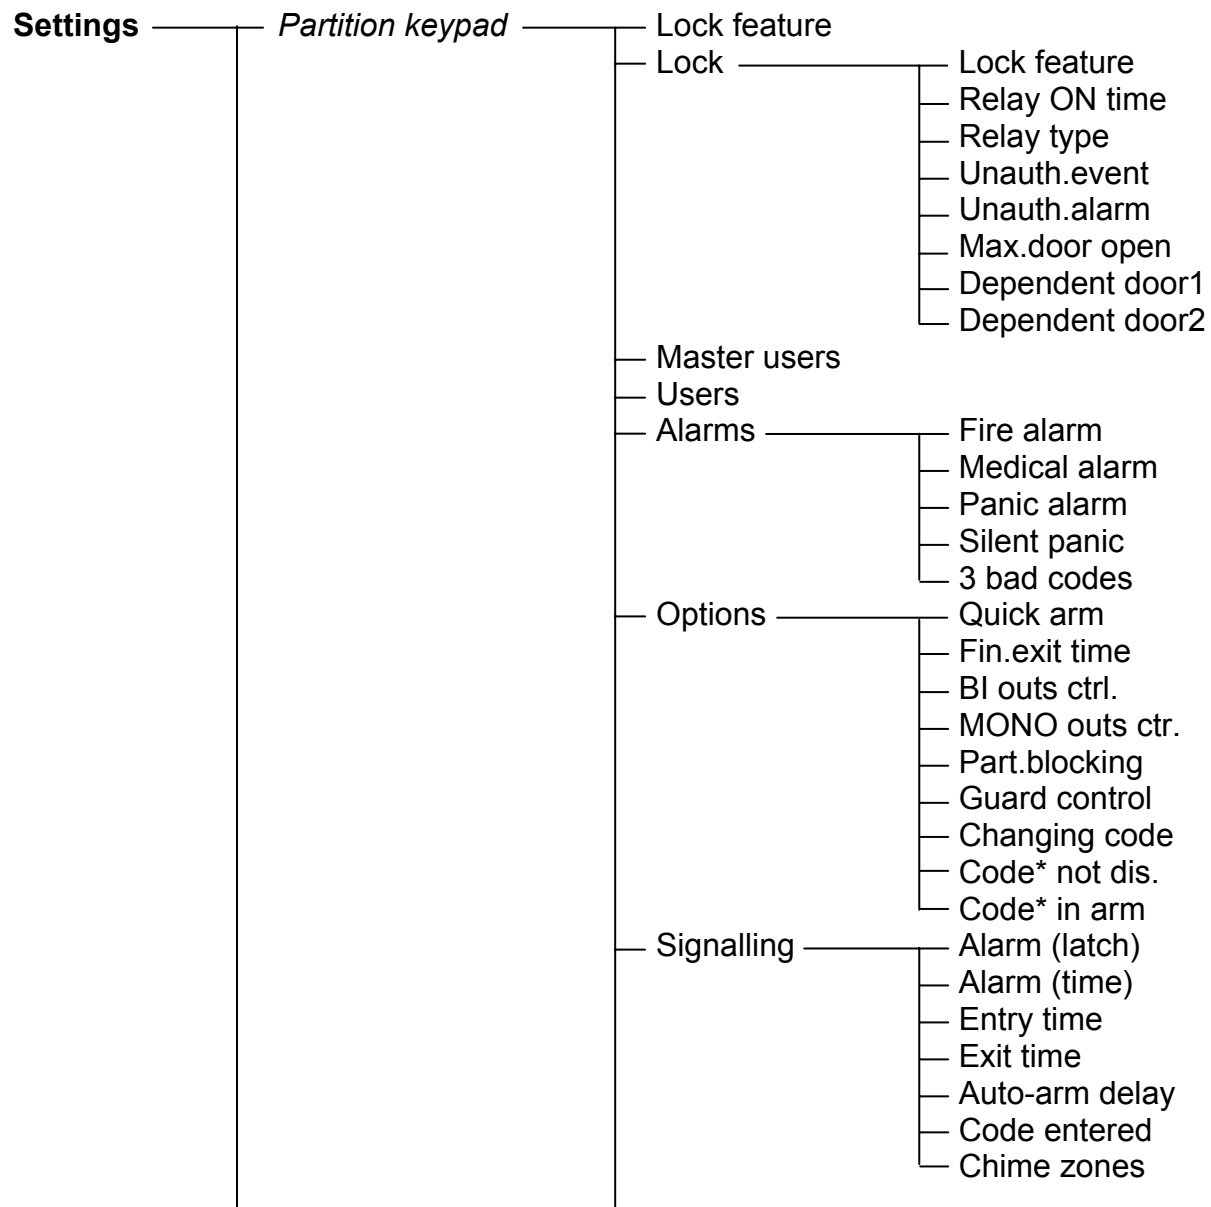 Settings Partition keypad Lock feature
Lock Lock feature
Relay ON time
Relay type
Unauth.event
Unauth.alarm
Max.door open
Dependent door1
Dependent door2
Master users
Users
Alarms Fire alarm
Medical alarm
Panic alarm
Silent panic
3 bad codes
Options Quick arm
Fin.exit time
BI outs ctrl.
MONO outs ctr.
Part.blocking
Guard control
Changing code
Code* not dis.
Code* in arm
Signalling Alarm (latch)
Alarm (time)
Entry time
Exit time
Auto-arm delay
Code entered
Chime zones